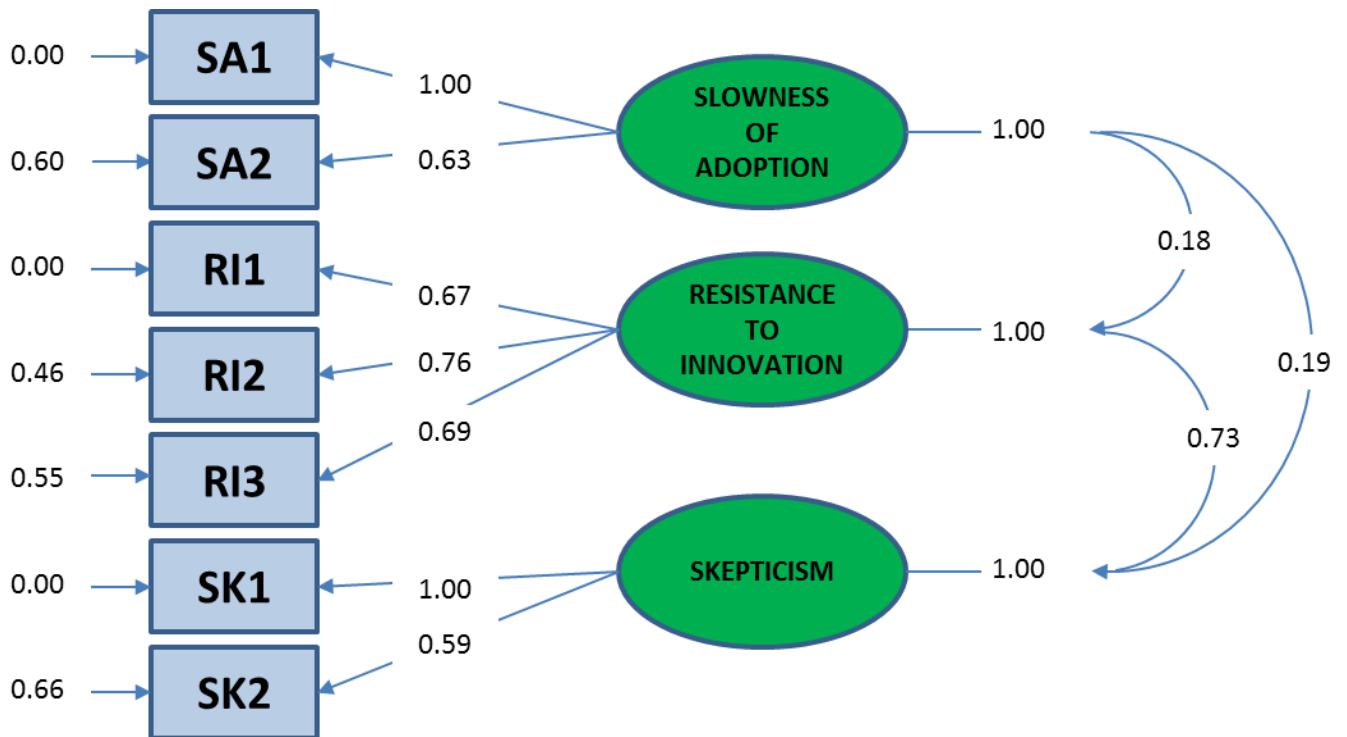 0.00
SA1
1.00
SLOWNESS
OF
ADOPTION
1.00
0.60
SA2
0.63
0.00
RI1
0.67
RESISTANCE
TO
INNOVATION
1.00
0.18
0.46
RI2
0.76
0.19
0.55
RI3
0.69
0.73
0.00
SK1
1.00
SKEPTICISM
1.00
0.66
SK2
0.59